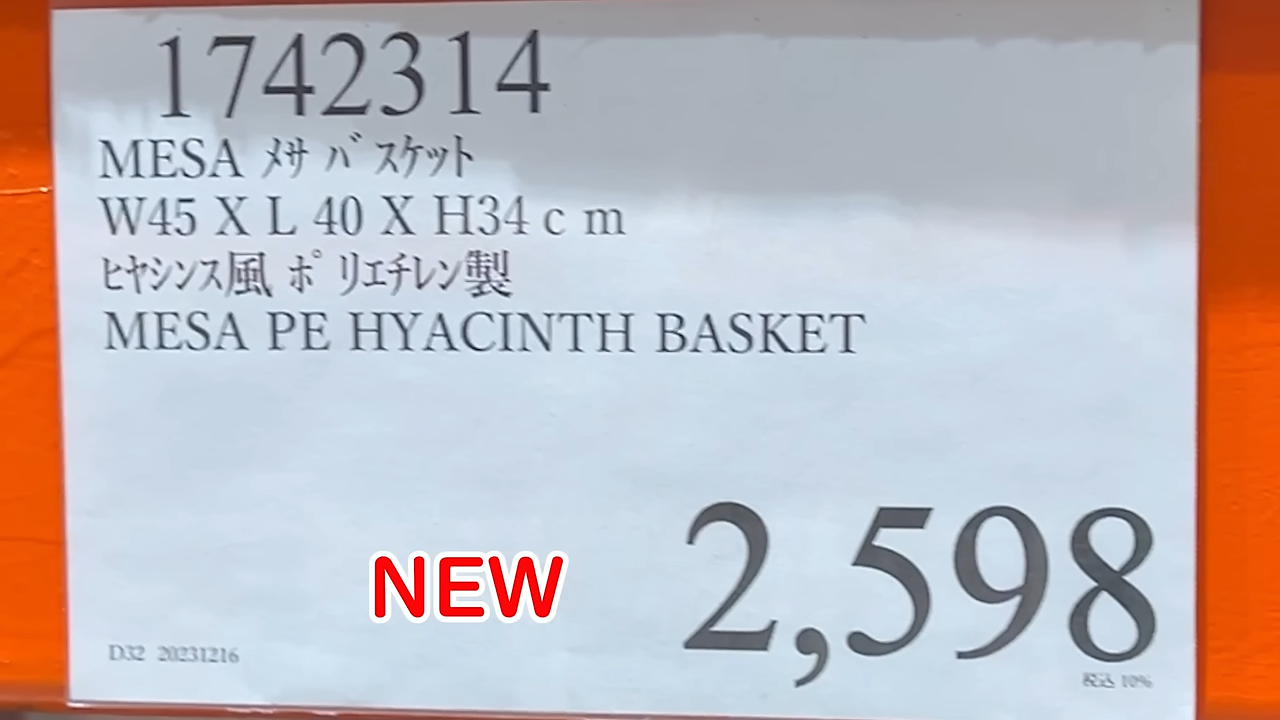 1742314
MESA ﾒｻ ﾊﾞｽｹｯﾄ
W45 X L 40 X H34ｃｍ
ﾋﾔｼﾝｽ風 ﾎﾟﾘｴﾁﾚﾝ製
MESA PE HYACINTH BASKET
NEW
2,598
D32 20231216
税込 10%